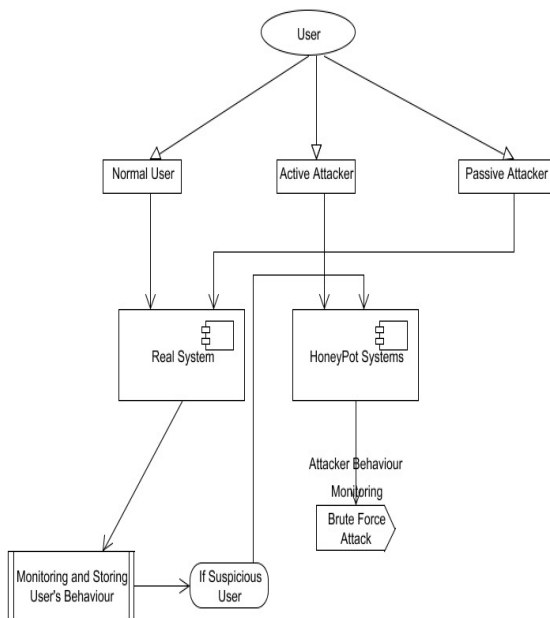 User
Normal User
Active Attacker
Passive Attacker
Real System
HoneyPot Systems
Attacker Behaviour
Monitoring
Brute Force
Attack
Monitoring and Storing
User's Behaviour
If Suspicious
User